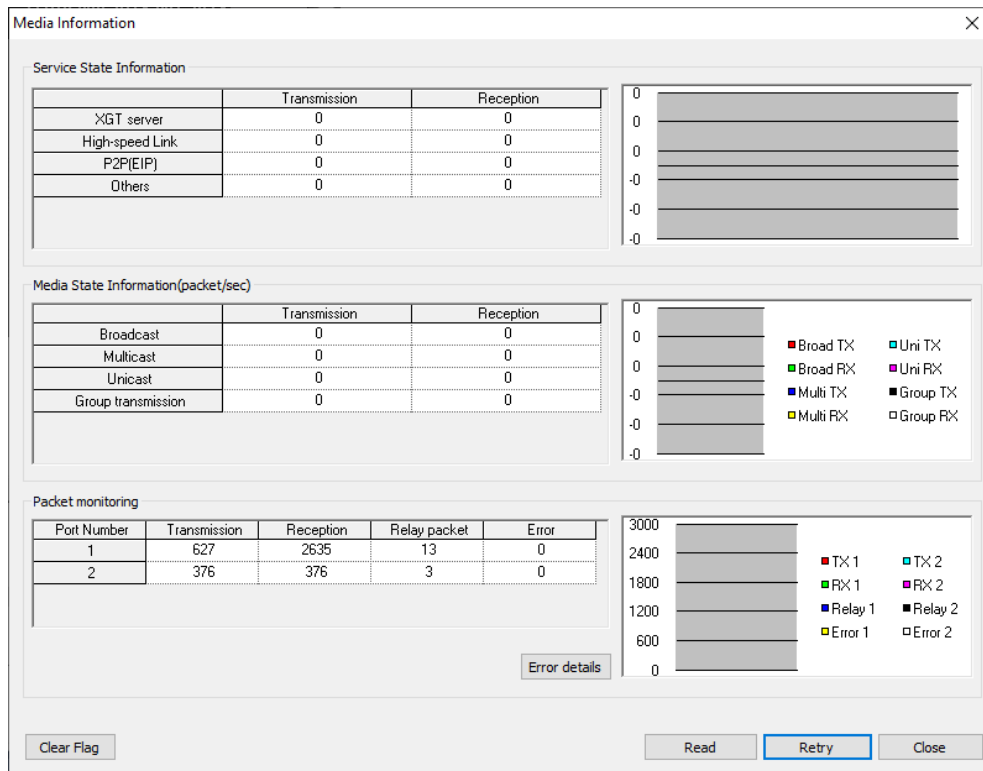 Media Information
Service State Information
Transmission Reception
XGT server 0 0
High-speed Link 0 0
P2P(EIP) 0 0
Others 0 0
0
0
0
-0
-0
-0
Media State Information(packet/sec)
Transmission Reception
Broadcast 0 0
Multicast 0 0
Unicast 0 0
Group transmission 0 0
0
0
0
-0
-0
-0
Broad TX Uni TX
Broad RX Uni RX
Multi TX Group TX
Multi RX Group RX
Packet monitoring
Port Number Transmission Reception Relay packet Error
1 627 2635 13 0
2 376 376 3 0
3000
2400
1800
1200
600
0
TX 1 TX 2
RX 1 RX 2
Relay 1 Relay 2
Error 1 Error 2
Error details
Clear Flag Read Retry Close